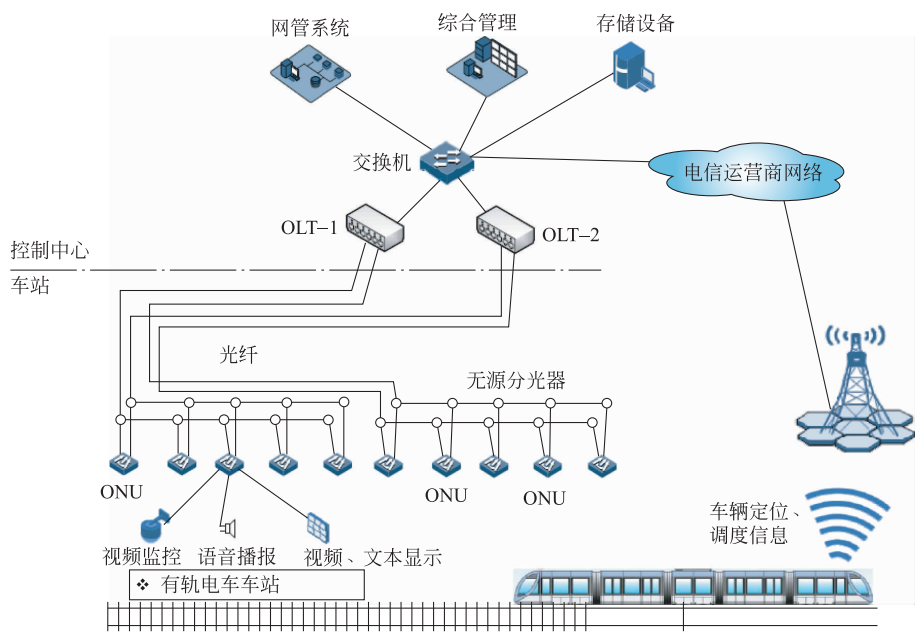 网管系统
综合管理
存储设备
交换机
电信运营商网络
OLT–1
OLT–2
控制中心
车站
光纤
无源分光器
ONU
ONU
ONU
车辆定位、
调度信息
视频监控
语音播报
视频、文本显示
❖ 有轨电车车站